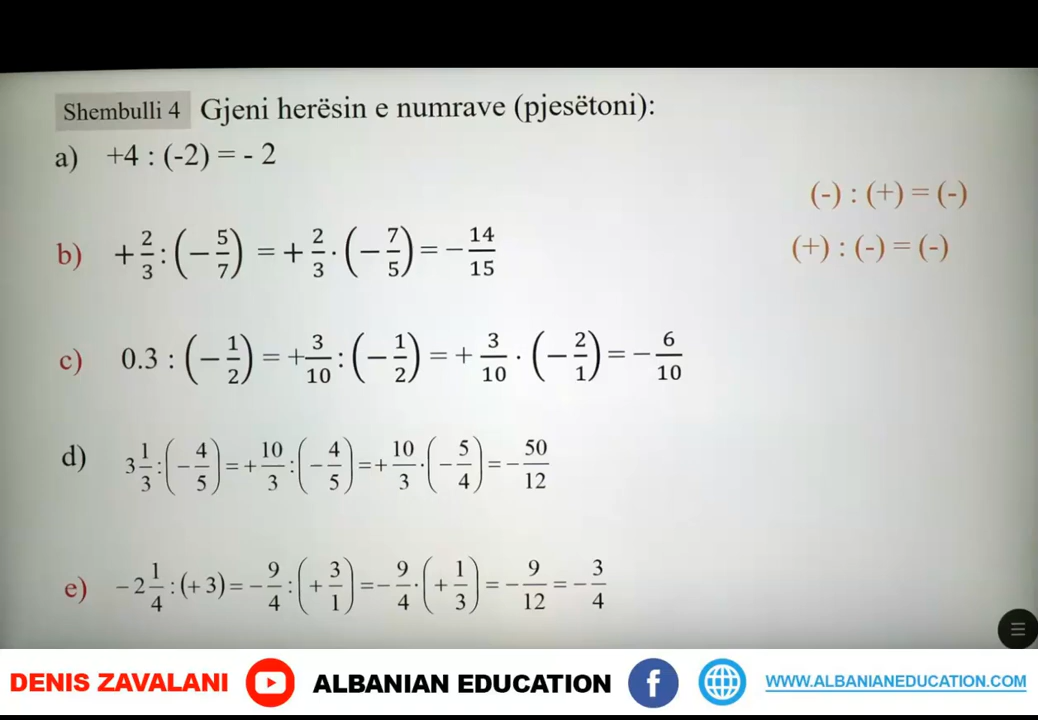 Shembulli 4 Gjeni herësin e numrave (pjesëtoni):
a) +4 : (-2) = - 2
(-) : (+) = (-)
(+) : (-) = (-)
b) +2/3 : (−5/7) = +2/3 · (−7/5) = −14/15
c) 0.3 : (−1/2) = +3/10 : (−1/2) = +3/10 · (−2/1) = −6/10
d) 3 1/3 : (−4/5) = +10/3 : (−4/5) = +10/3 · (−5/4) = −50/12
e) −2 1/4 : (+3) = −9/4 : (+3/1) = −9/4 · (+1/3) = −9/12 = −3/4
DENIS ZAVALANI ALBANIAN EDUCATION f WWW.ALBANIANEDUCATION.COM